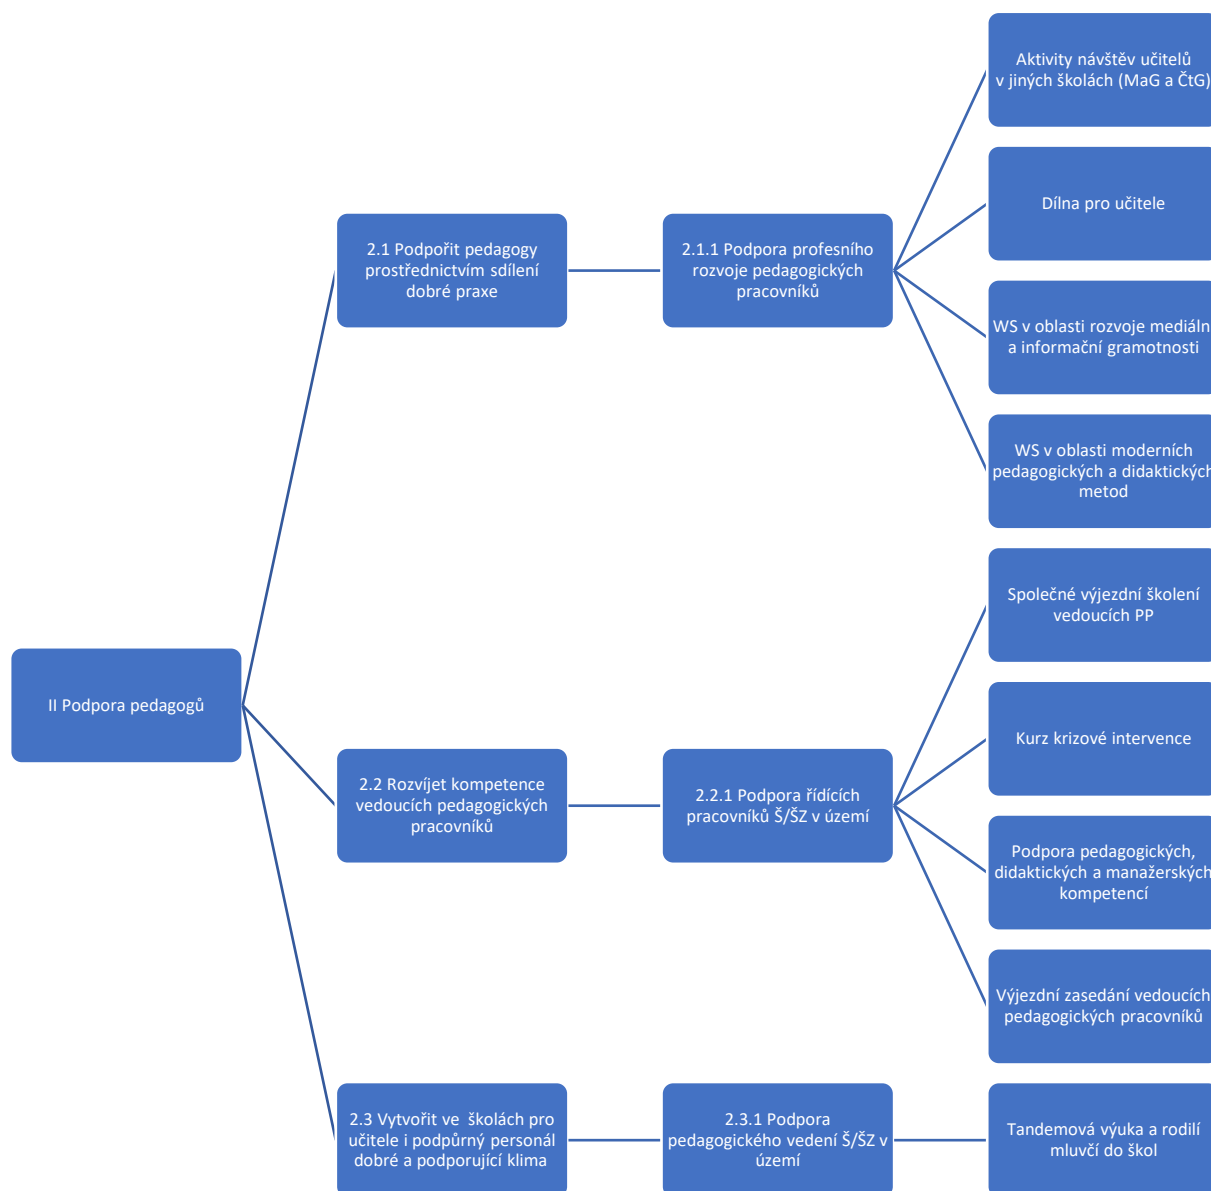 II Podpora pedagogů
2.1 Podpořit pedagogy
prostřednictvím sdílení
dobré praxe
2.1.1 Podpora profesního
rozvoje pedagogických
pracovníků
Aktivity návštěv učitelů
v jiných školách (MaG a ČtG)
Dílna pro učitele
WS v oblasti rozvoje mediáln
a informační gramotnosti
WS v oblasti moderních
pedagogických a didaktických
metod
2.2 Rozvíjet kompetence
vedoucích pedagogických
pracovníků
2.2.1 Podpora řídících
pracovníků Š/ŠZ v území
Společné výjezdní školení
vedoucích PP
Kurz krizové intervence
Podpora pedagogických,
didaktických a manažerských
kompetencí
Výjezdní zasedání vedoucích
pedagogických pracovníků
2.3 Vytvořit ve školách pro
učitele i podpůrný personál
dobré a podporující klima
2.3.1 Podpora
pedagogického vedení Š/ŠZ v
území
Tandemová výuka a rodilí
mluvčí do škol